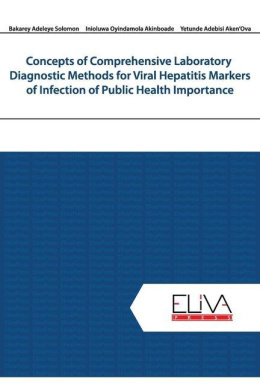 Bakarey Adeleye Solomon Inioluwa Oyindamola Akinboade Yetunde Adebisi Aken'Ova
Concepts of Comprehensive Laboratory
Diagnostic Methods for Viral Hepatitis Markers
of Infection of Public Health Importance
ELIVA
PRESS